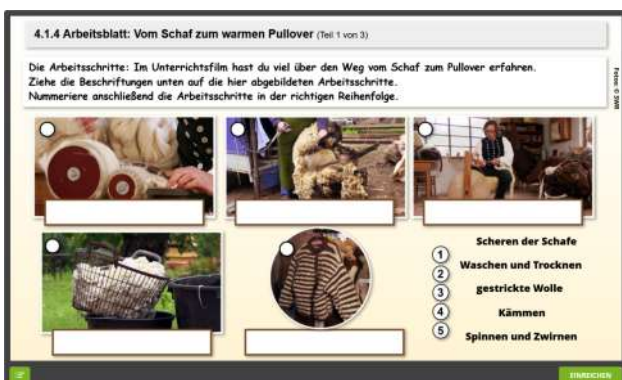 4.1.4 Arbeitsblatt: Vom Schaf zum warmen Pullover (Teil 1 von 3)
Die Arbeitsschritte: Im Unterrichtsfilm hast du viel über den Weg vom Schaf zum Pullover erfahren.
Ziehe die Beschriftungen unten auf die hier abgebildeten Arbeitsschritte.
Nummeriere anschließend die Arbeitsschritte in der richtigen Reihenfolge.
Fotos: © SWR
Scheren der Schafe
1
Waschen und Trocknen
2
gestrickte Wolle
3
Kämmen
4
Spinnen und Zwirnen
5
EINREICHEN